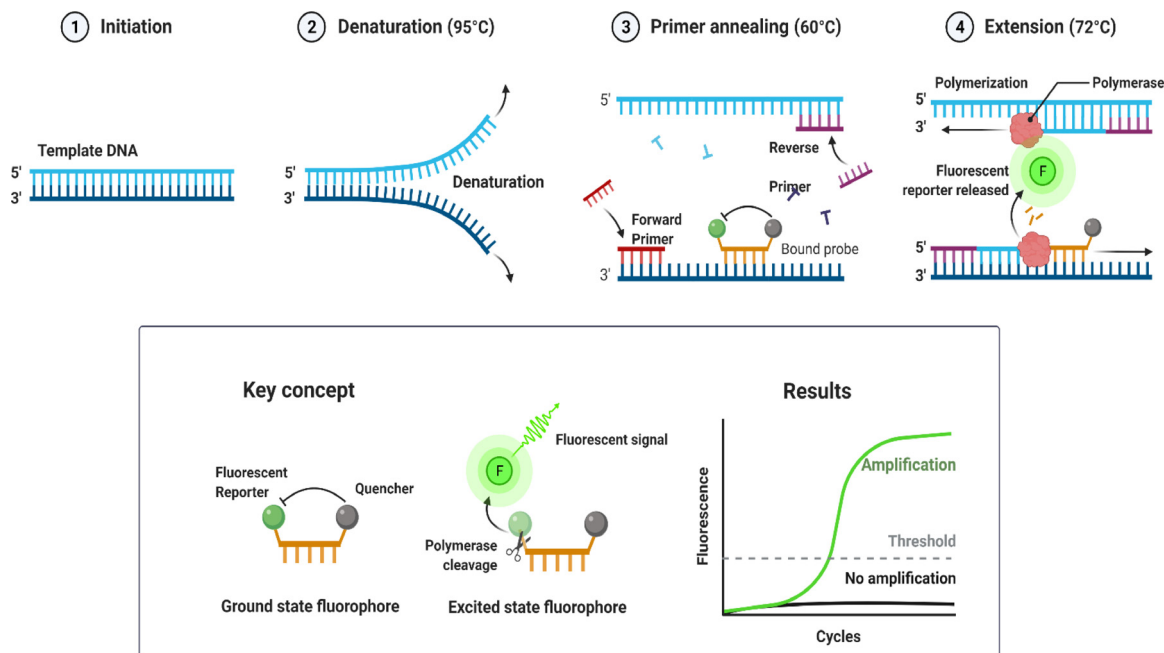 1 Initiation
Template DNA
5'
3'
2 Denaturation (95°C)
5'
3'
Denaturation
3 Primer annealing (60°C)
5'
Reverse
Primer
Forward
Primer
Bound probe
3'
4 Extension (72°C)
Polymerization
Polymerase
5'
3'
Fluorescent
reporter released
F
5'
3'
Key concept
Fluorescent
Reporter
Quencher
Ground state fluorophore
F
Fluorescent signal
Polymerase
cleavage
Excited state fluorophore
Results
Fluorescence
Amplification
Threshold
No amplification
Cycles